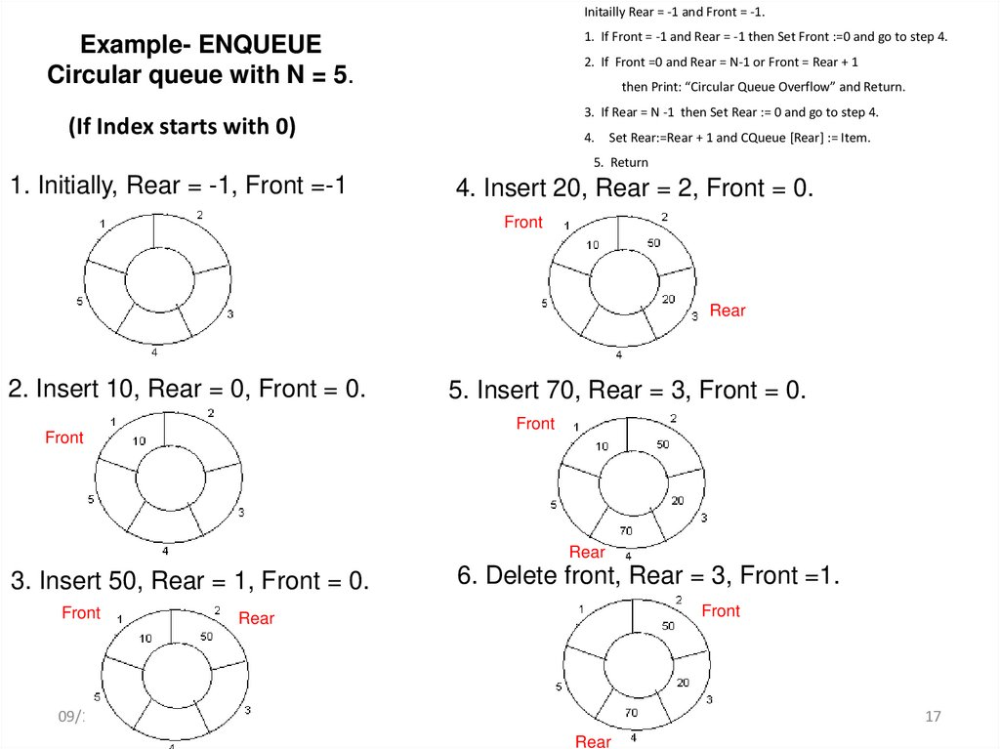 Example- ENQUEUE
Circular queue with N = 5.
(If Index starts with 0)
Initailly Rear = -1 and Front = -1.
1. If Front = -1 and Rear = -1 then Set Front :=0 and go to step 4.
2. If Front =0 and Rear = N-1 or Front = Rear + 1
then Print: “Circular Queue Overflow” and Return.
3. If Rear = N -1 then Set Rear := 0 and go to step 4.
4. Set Rear:=Rear + 1 and CQueue [Rear] := Item.
5. Return
1. Initially, Rear = -1, Front =-1
1
2
5
3
4
2. Insert 10, Rear = 0, Front = 0.
Front
1
2
10
5
3
4
3. Insert 50, Rear = 1, Front = 0.
Front
1
2
Rear
10
50
5
3
4
4. Insert 20, Rear = 2, Front = 0.
Front
1
2
10
50
5
20
3
Rear
4
5. Insert 70, Rear = 3, Front = 0.
Front
1
2
10
50
5
20
3
70
Rear
4
6. Delete front, Rear = 3, Front =1.
1
2
Front
50
5
20
3
70
Rear
4
09/
17